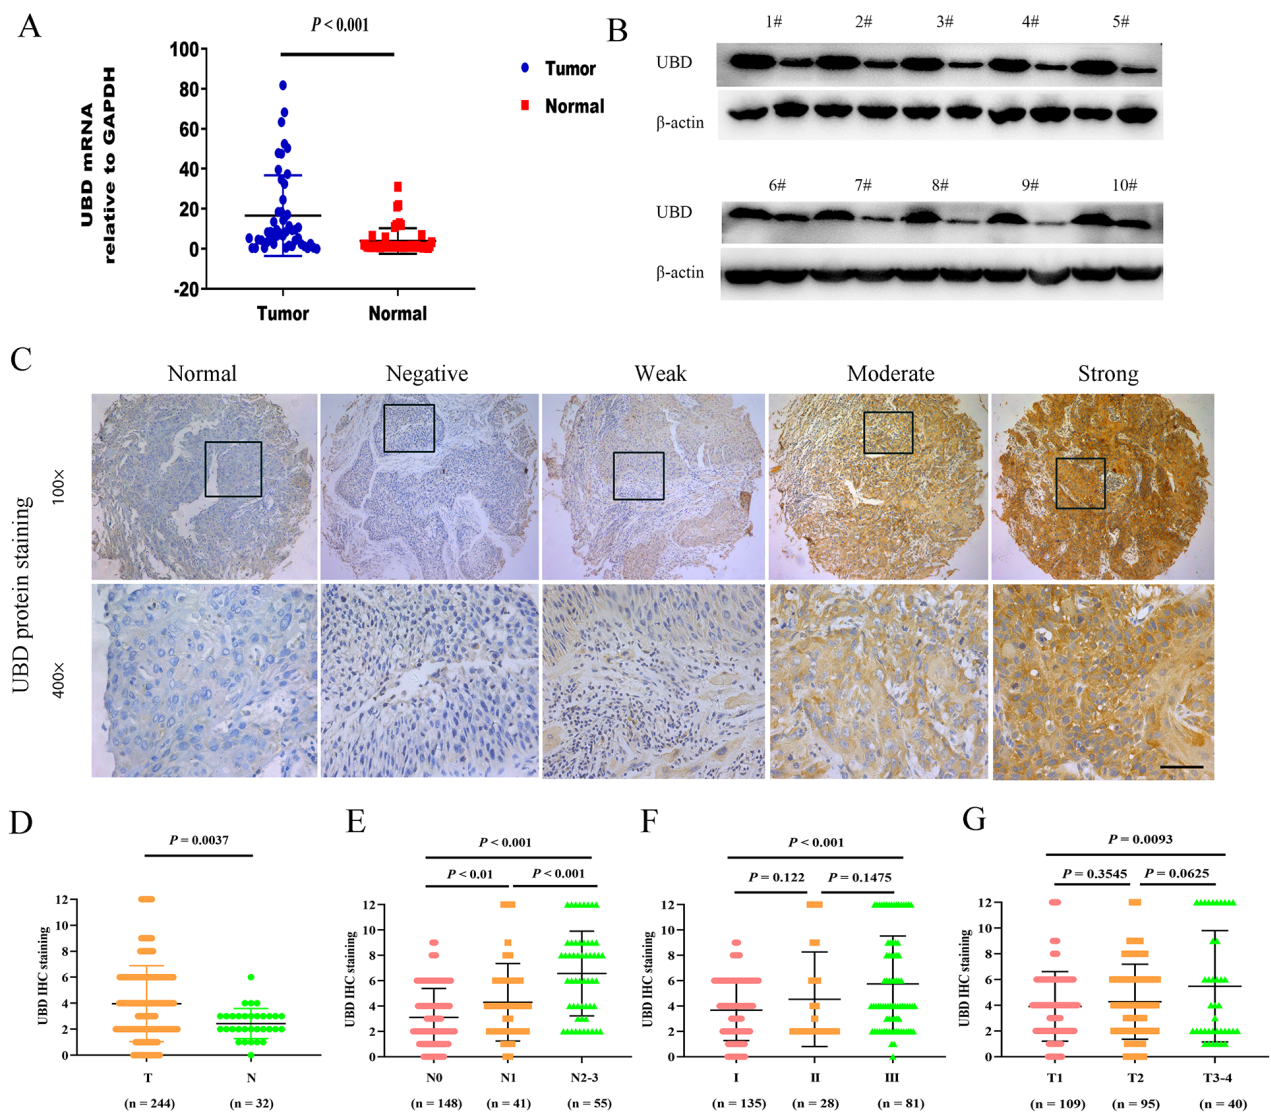 A
P < 0.001
UBD mRNA
relative to GAPDH
100
80
60
40
20
0
-20
Tumor
Normal
Tumor
Normal
B
1# 2# 3# 4# 5#
UBD
β-actin
6# 7# 8# 9# 10#
UBD
β-actin
C
Normal Negative Weak Moderate Strong
UBD protein staining
100×
400×
D
P = 0.0037
UBD IHC staining
12
10
8
6
4
2
0
T N
(n = 244) (n = 32)
E
P < 0.001
P < 0.01 P < 0.001
UBD IHC staining
12
10
8
6
4
2
0
N0 N1 N2-3
(n = 148) (n = 41) (n = 55)
F
P < 0.001
P = 0.122 P = 0.1475
UBD IHC staining
12
10
8
6
4
2
0
I II III
(n = 135) (n = 28) (n = 81)
G
P = 0.0093
P = 0.3545 P = 0.0625
UBD IHC staining
12
10
8
6
4
2
0
T1 T2 T3-4
(n = 109) (n = 95) (n = 40)